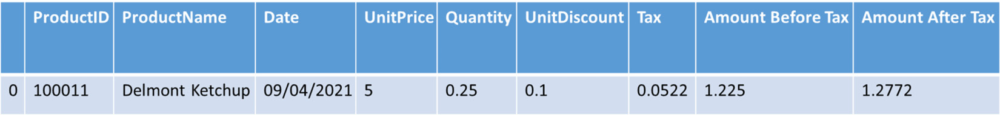 ProductID ProductName Date UnitPrice Quantity UnitDiscount Tax Amount Before Tax Amount After Tax
0 100011 Delmont Ketchup 09/04/2021 5 0.25 0.1 0.0522 1.225 1.2772